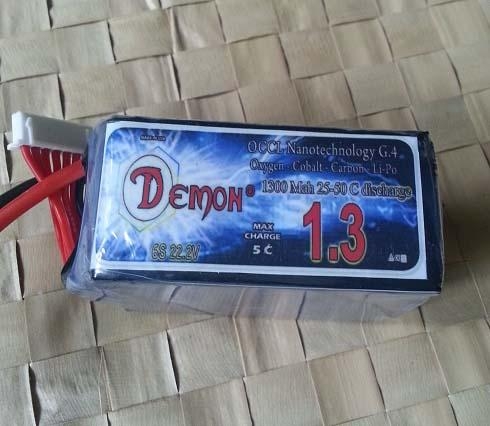 OCCL Nanotechnology G.4
Oxygen - Cobalt - Carbon - Li-Po
1300 Mah 25-50 C discharge
DEMON®
1.3
MAX
CHARGE
5 C
6S 22.2V